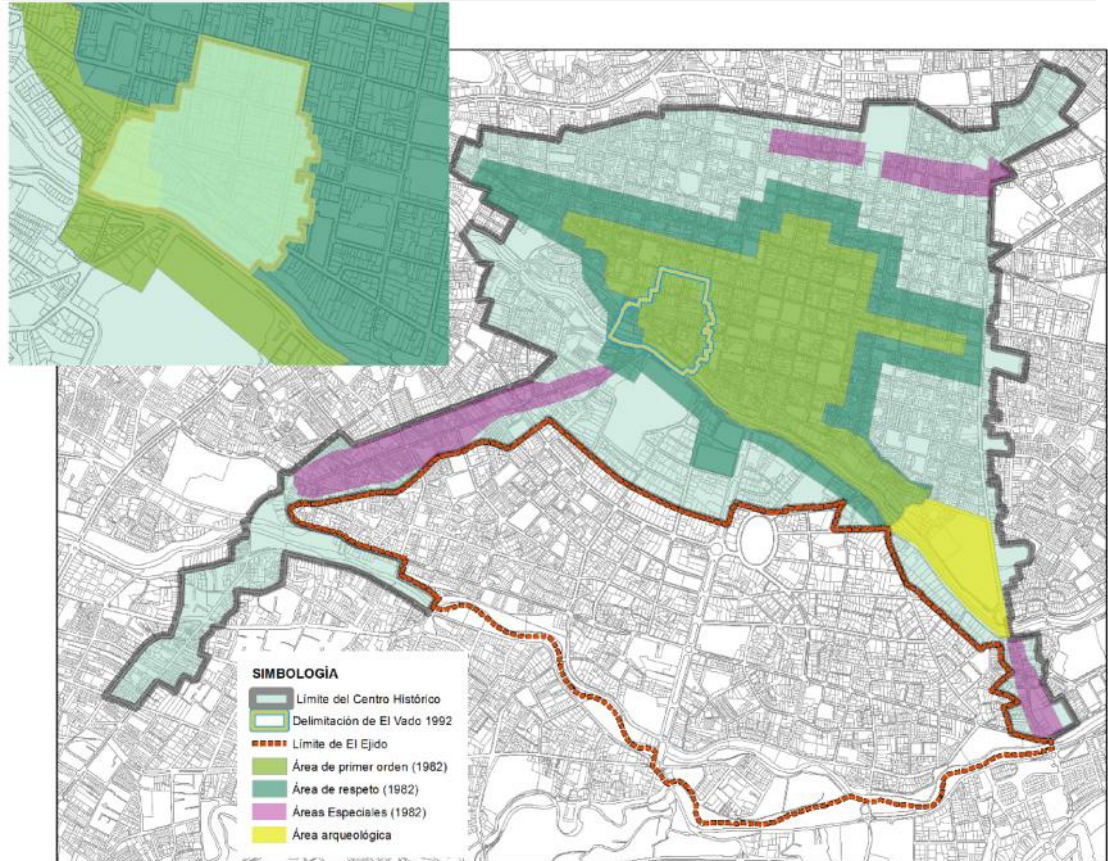 SIMBOLOGÌA
Límite del Centro Histórico
Delimitación de El Vado 1992
Límite de El Ejido
Área de primer orden (1982)
Área de respeto (1982)
Áreas Especiales (1982)
Área arqueológica